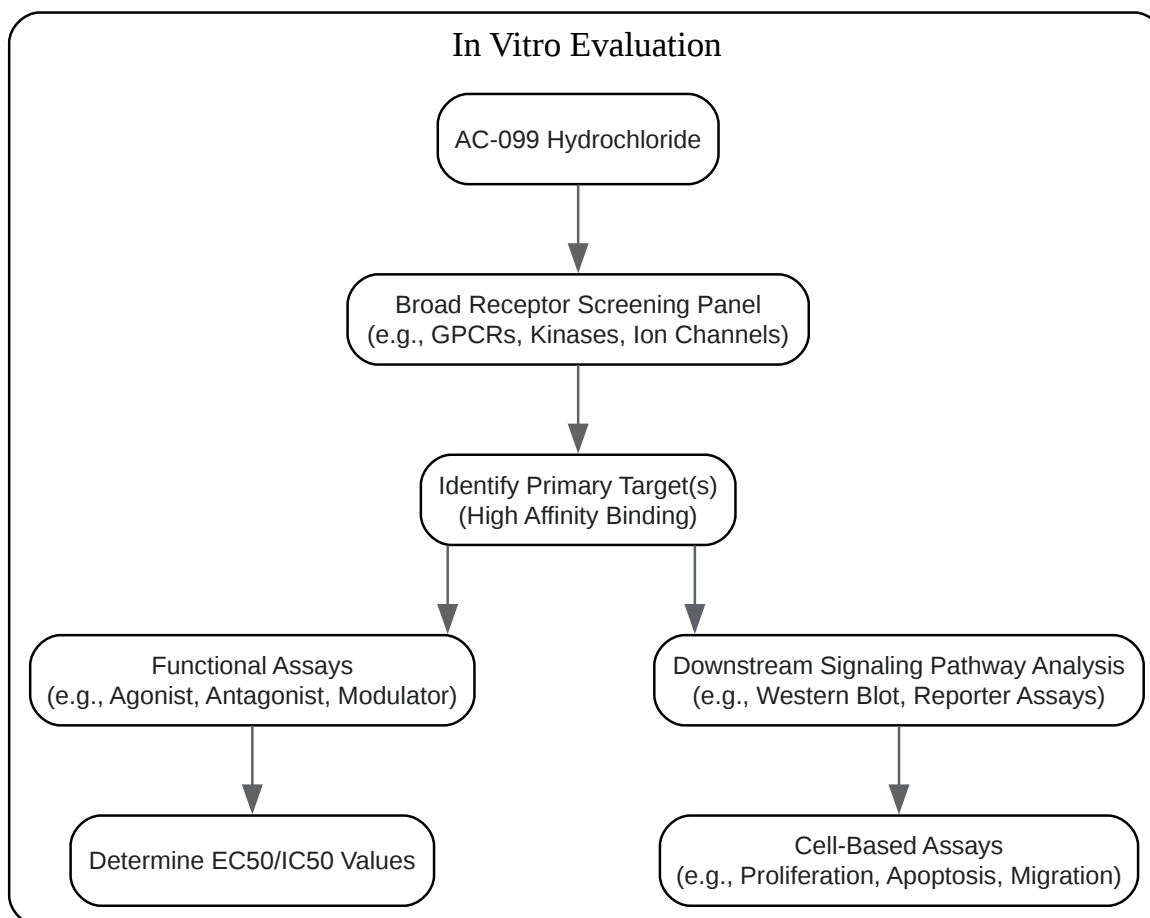 In Vitro Evaluation
AC-099 Hydrochloride
Broad Receptor Screening Panel
(e.g., GPCRs, Kinases, Ion Channels)
Identify Primary Target(s)
(High Affinity Binding)
Functional Assays
(e.g., Agonist, Antagonist, Modulator)
Downstream Signaling Pathway Analysis
(e.g., Western Blot, Reporter Assays)
Determine EC50/IC50 Values
Cell-Based Assays
(e.g., Proliferation, Apoptosis, Migration)